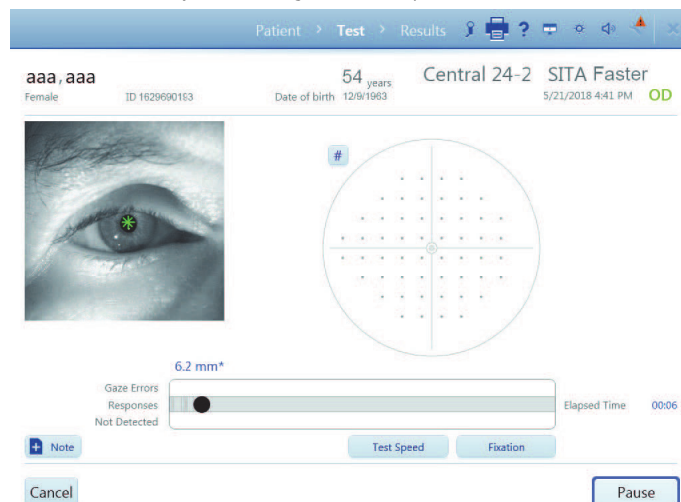 Patient > Test > Results ?
aaa, aaa 54 years Central 24-2 SITA Faster
Female ID 1629690193 Date of birth 12/9/1963 5/21/2018 4:41 PM OD
#
6.2 mm*
Gaze Errors
Responses Elapsed Time 00:06
Not Detected
Note Test Speed Fixation
Cancel Pause